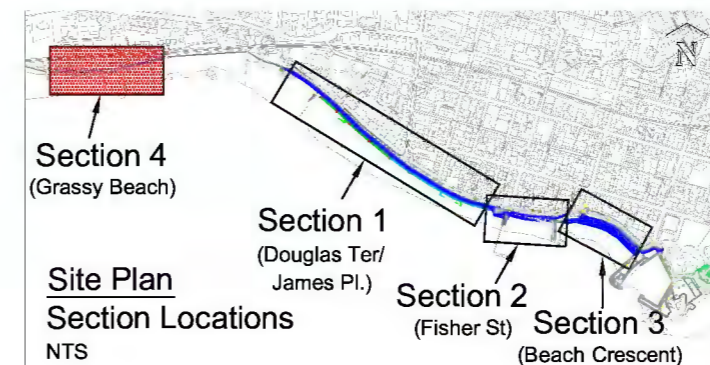 N
Section 4
(Grassy Beach)
Section 1
(Douglas Ter/
James Pl.)
Section 2
(Fisher St)
Section 3
(Beach Crescent)
Site Plan
Section Locations
NTS